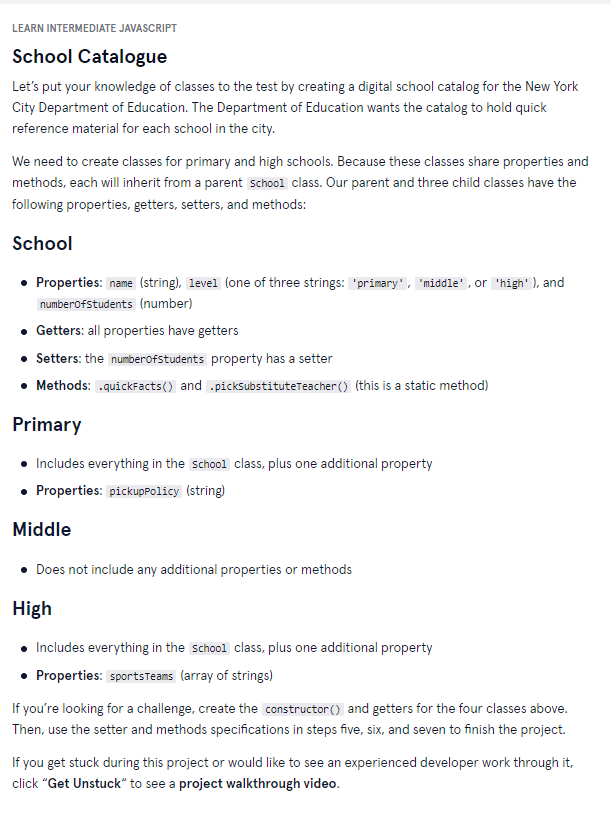 LEARN INTERMEDIATE JAVASCRIPT
School Catalogue
Let’s put your knowledge of classes to the test by creating a digital school catalog for the New York
City Department of Education. The Department of Education wants the catalog to hold quick
reference material for each school in the city.
We need to create classes for primary and high schools. Because these classes share properties and
methods, each will inherit from a parent School class. Our parent and three child classes have the
following properties, getters, setters, and methods:
School
• Properties: name (string), level (one of three strings: 'primary', 'middle', or 'high'), and
numberOfStudents (number)
• Getters: all properties have getters
• Setters: the numberOfStudents property has a setter
• Methods: .quickFacts() and .pickSubstituteTeacher() (this is a static method)
Primary
• Includes everything in the School class, plus one additional property
• Properties: pickupPolicy (string)
Middle
• Does not include any additional properties or methods
High
• Includes everything in the School class, plus one additional property
• Properties: sportsTeams (array of strings)
If you’re looking for a challenge, create the constructor() and getters for the four classes above.
Then, use the setter and methods specifications in steps five, six, and seven to finish the project.
If you get stuck during this project or would like to see an experienced developer work through it,
click “Get Unstuck“ to see a project walkthrough video.